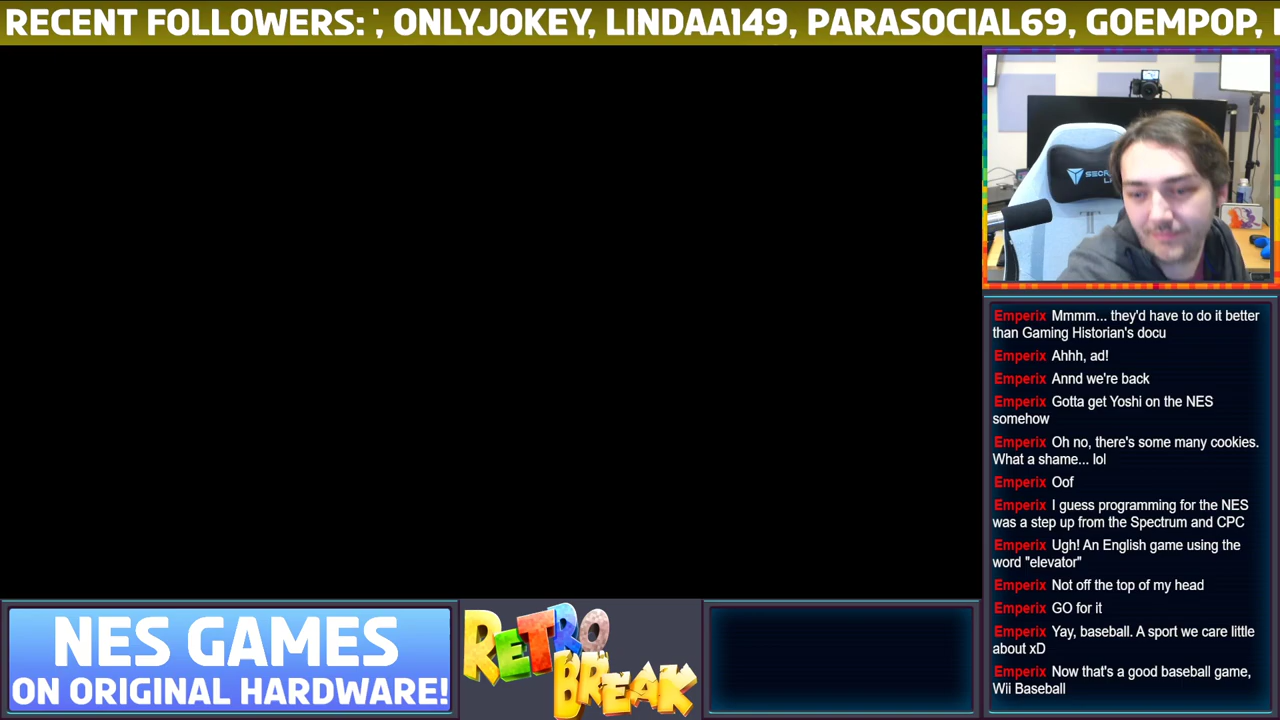 RECENT FOLLOWERS: ', ONLYJOKEY, LINDAA149, PARASOCIAL69, GOEMPOP,
Emperix Mmmm... they'd have to do it better
than Gaming Historian's docu
Emperix Ahhh, ad!
Emperix Annd we're back
Emperix Gotta get Yoshi on the NES
somehow
Emperix Oh no, there's some many cookies.
What a shame... lol
Emperix Oof
Emperix I guess programming for the NES
was a step up from the Spectrum and CPC
Emperix Ugh! An English game using the
word "elevator"
Emperix Not off the top of my head
Emperix GO for it
Emperix Yay, baseball. A sport we care little
about xD
Emperix Now that's a good baseball game,
Wii Baseball
NES GAMES
ON ORIGINAL HARDWARE!
RETRO
BREAK